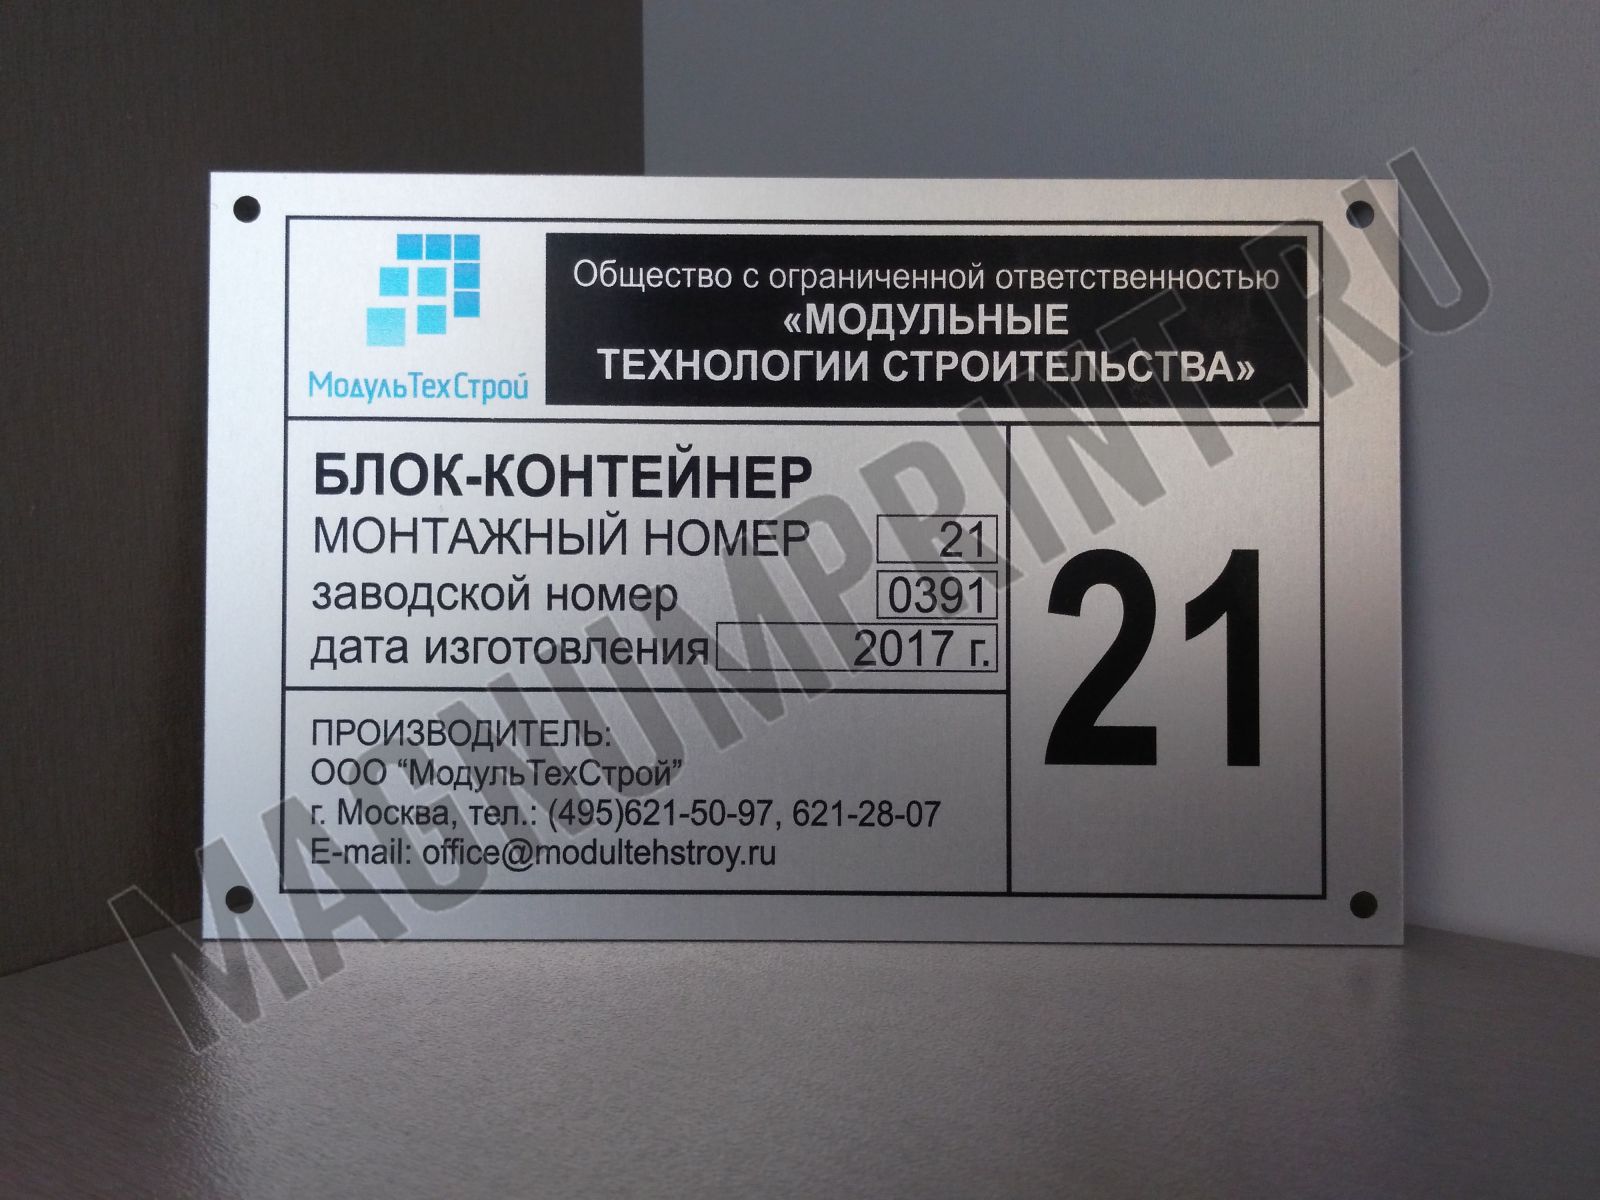 Общество с ограниченной ответственностью
«МОДУЛЬНЫЕ
ТЕХНОЛОГИИ СТРОИТЕЛЬСТВА»
МодульТехСтрой
БЛОК-КОНТЕЙНЕР
МОНТАЖНЫЙ НОМЕР 21
заводской номер 0391
дата изготовления 2017 г.
21
ПРОИЗВОДИТЕЛЬ:
ООО “МодульТехСтрой”
г. Москва, тел.: (495)621-50-97, 621-28-07
E-mail: office@modultehstroy.ru
MAGNUMPRINT.RU